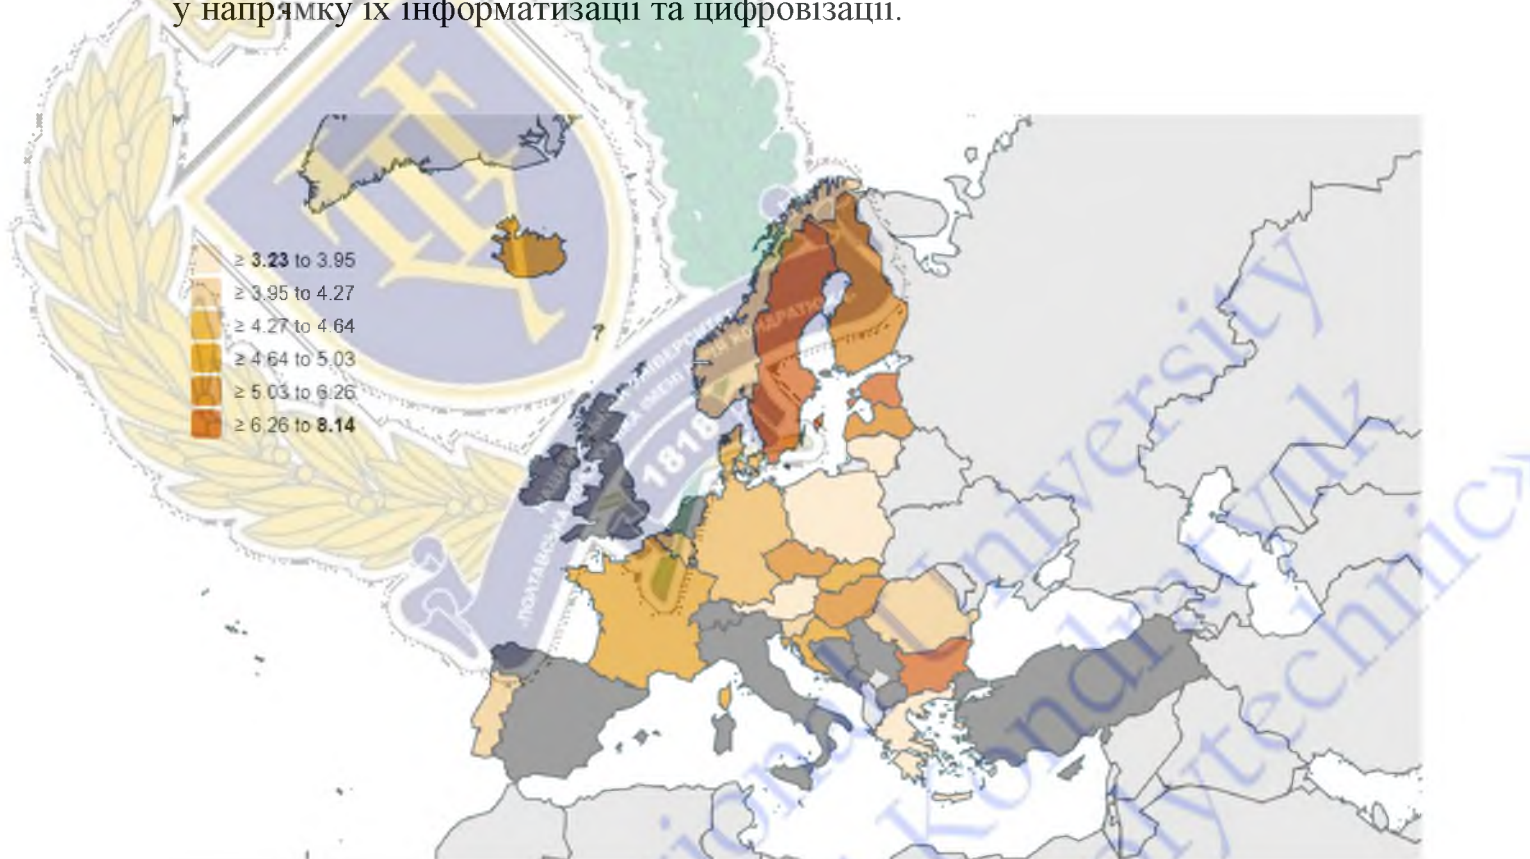 у напрямку їх інформатизації та цифровізації.
≥ 3.23 to 3.95
≥ 3.95 to 4.27
≥ 4.27 to 4.64
≥ 4.64 to 5.03
≥ 5.03 to 6.26
≥ 6.26 to 8.14
1818
University
Kondratyuk
Polytechnic»